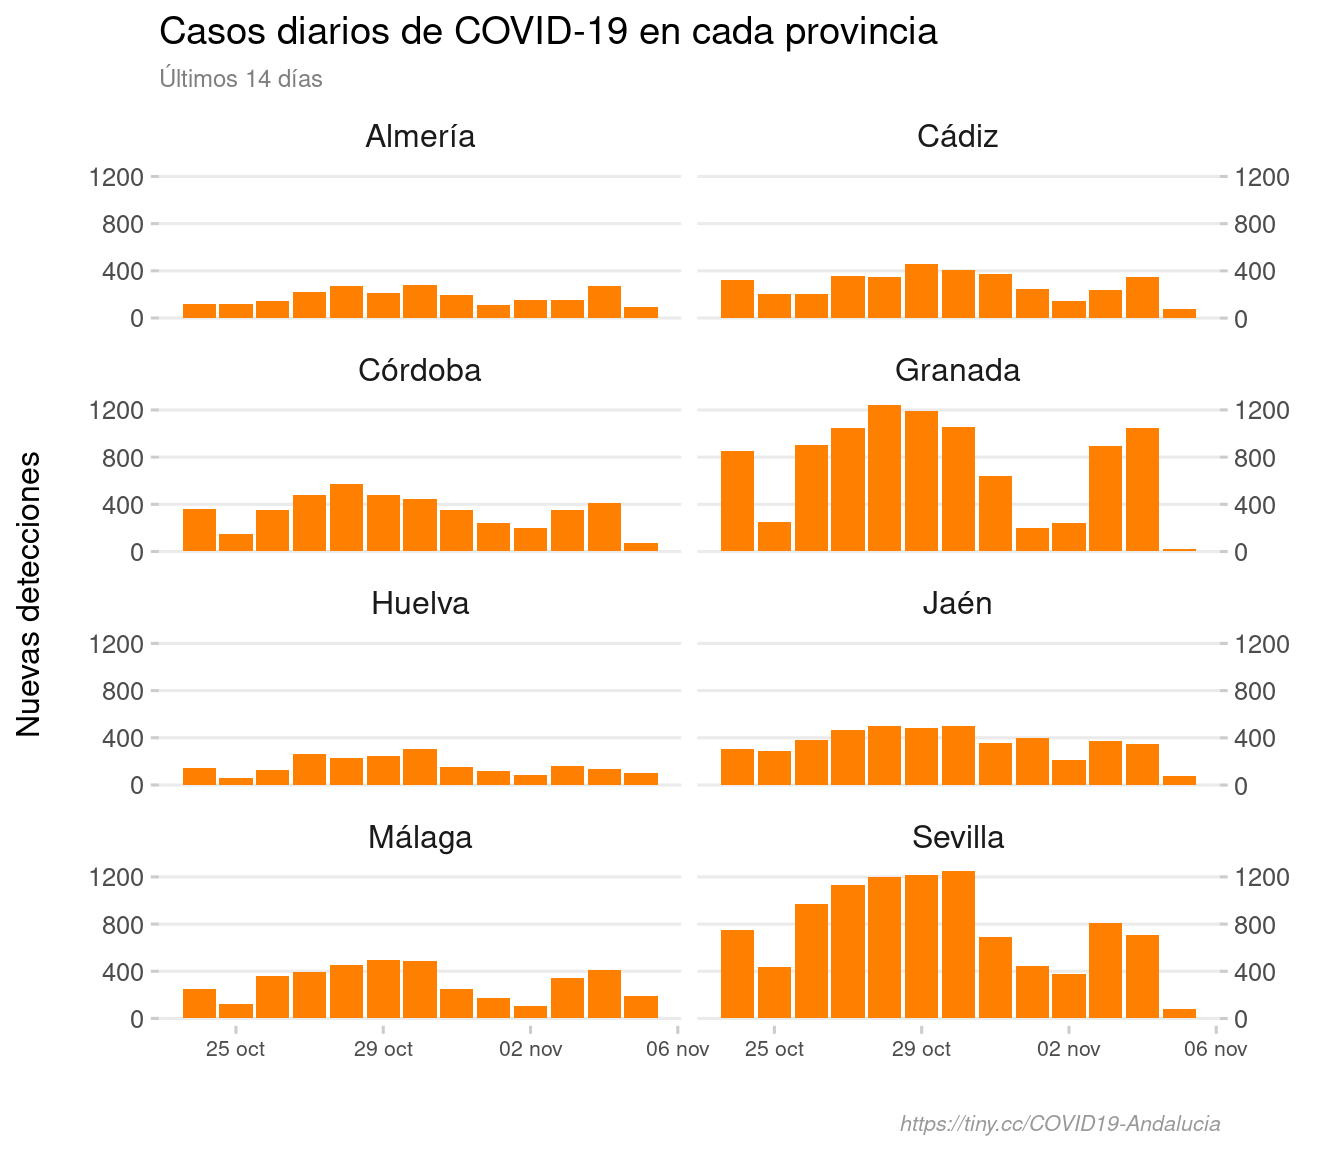 Casos diarios de COVID-19 en cada provincia
Últimos 14 días
Nuevas detecciones
Almería
Cádiz
1200
800
400
0
1200
800
400
0
Córdoba
Granada
1200
800
400
0
1200
800
400
0
Huelva
Jaén
1200
800
400
0
1200
800
400
0
Málaga
Sevilla
1200
800
400
0
1200
800
400
0
25 oct 29 oct 02 nov 06 nov
25 oct 29 oct 02 nov 06 nov
https://tiny.cc/COVID19-Andalucia